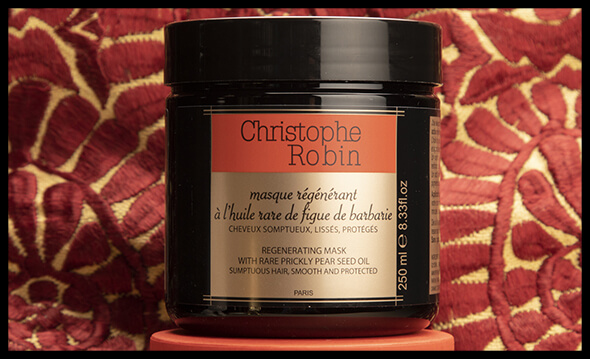 Christophe
Robin
masque régénérant
à l'huile rare de figue de barbarie
CHEVEUX SOMPTUEUX, LISSÉS, PROTÉGÉS
REGENERATING MASK
WITH RARE PRICKLY PEAR SEED OIL
SUMPTUOUS HAIR, SMOOTH AND PROTECTED
PARIS
250 ml e 8.33fl.oz